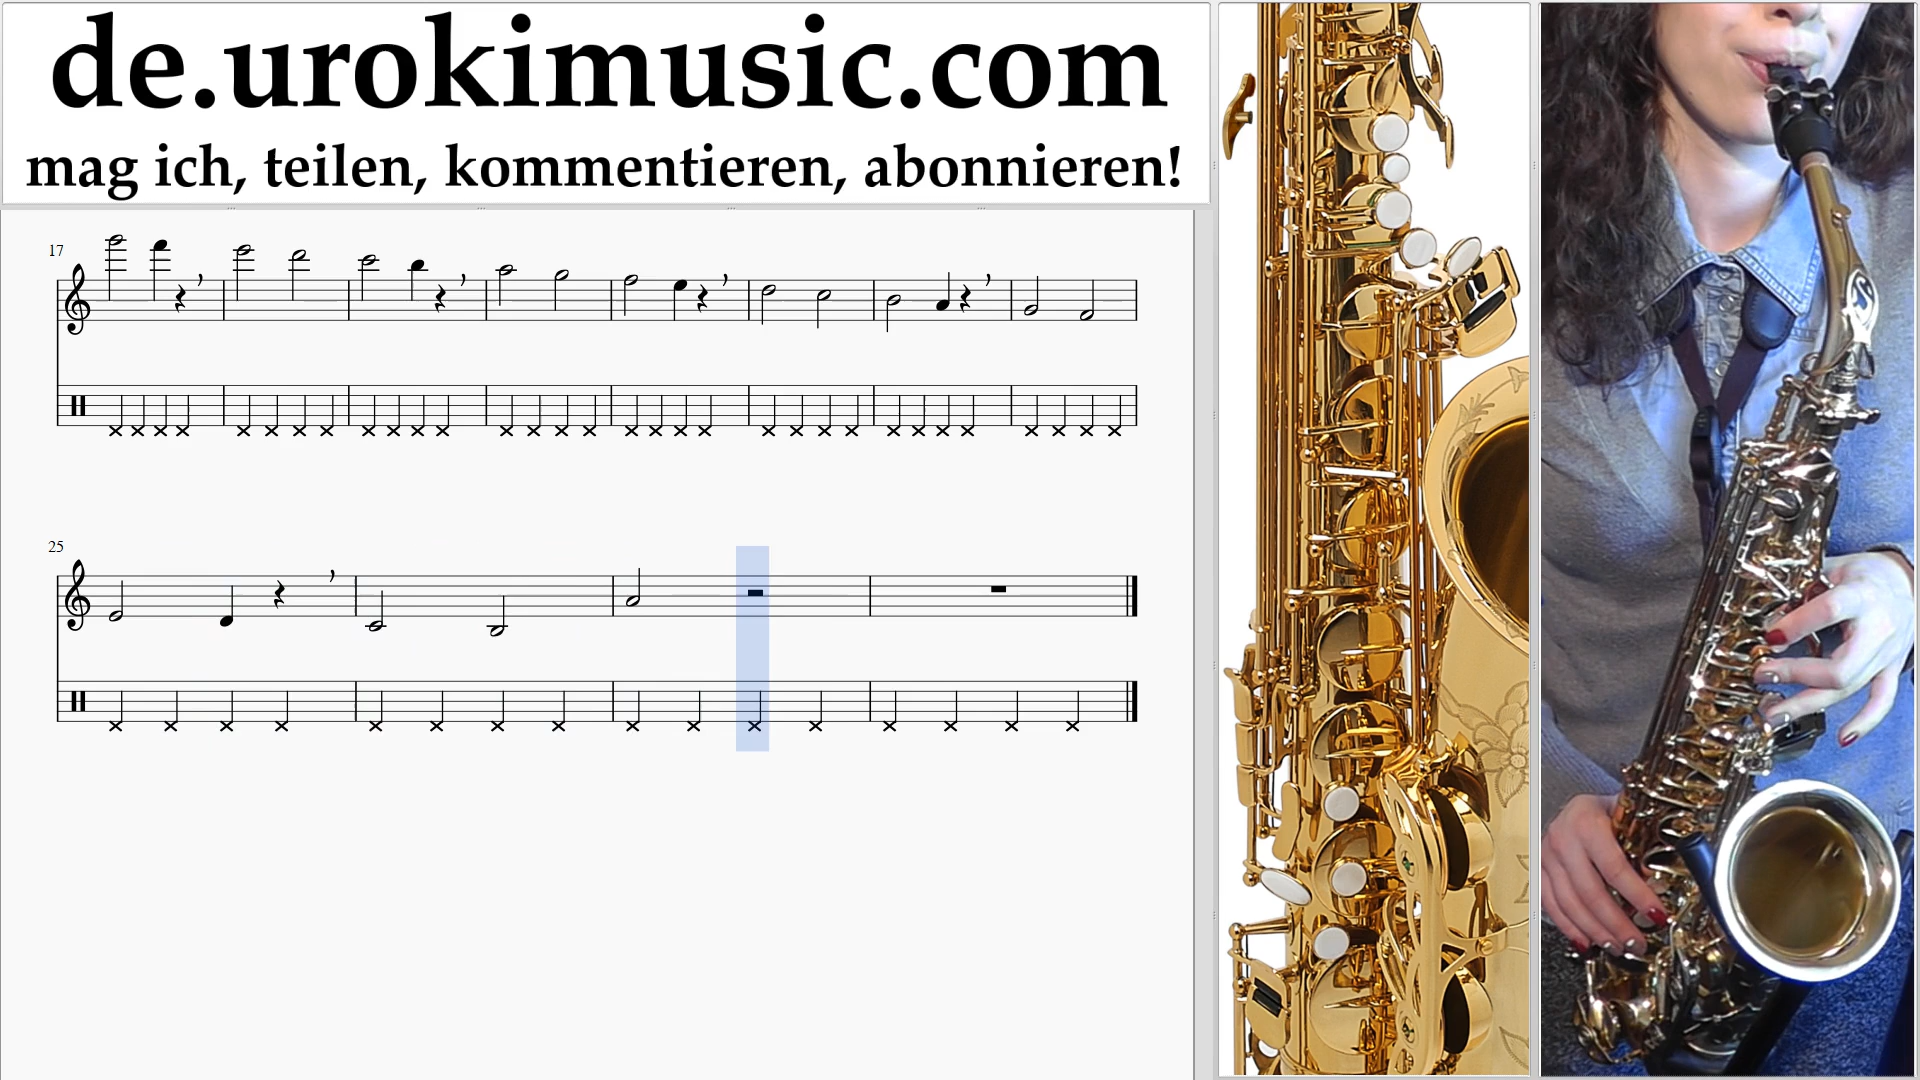 de.urokimusic.com
mag ich, teilen, kommentieren, abonnieren!
17
25